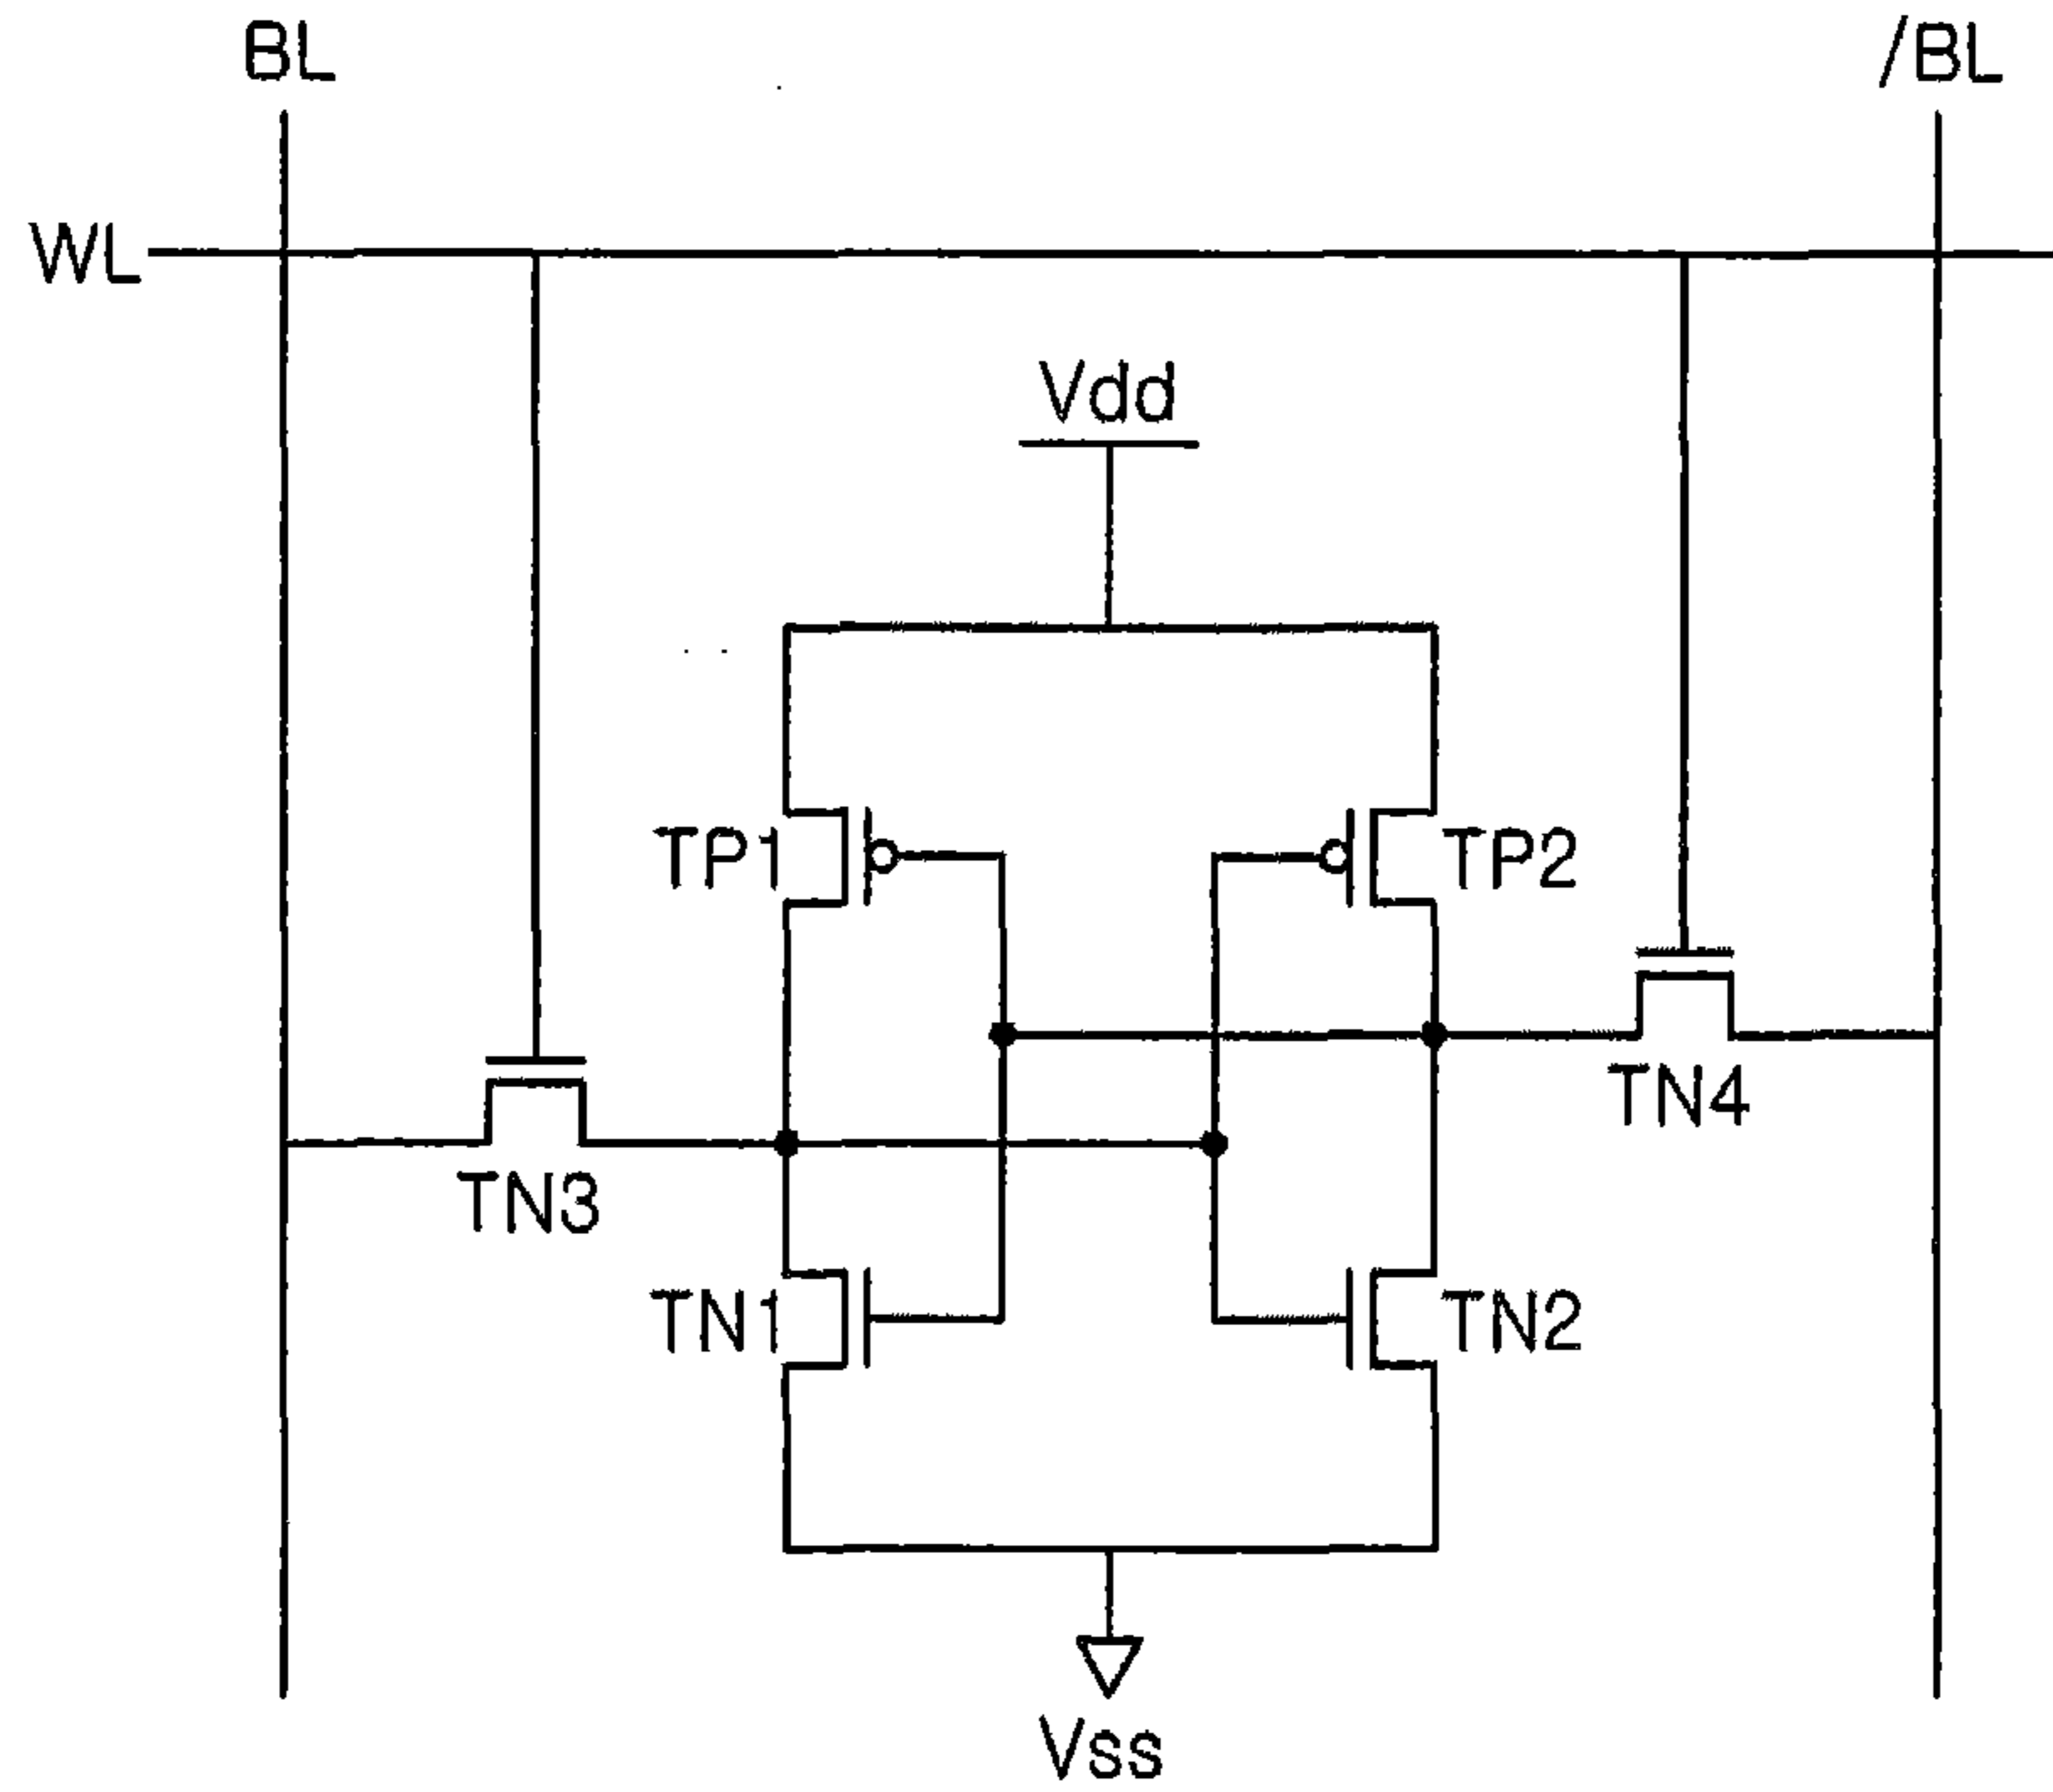 BL
/BL
WL
Vdd
TP1
TP2
TN4
TN3
TN1
TN2
Vss